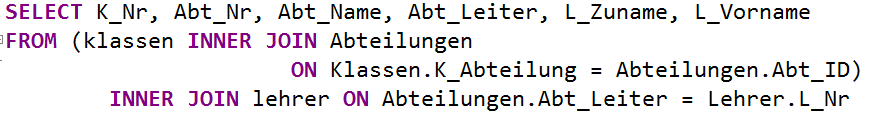 SELECT K_Nr, Abt_Nr, Abt_Name, Abt_Leiter, L_Zuname, L_Vorname
FROM (klassen INNER JOIN Abteilungen
ON Klassen.K_Abteilung = Abteilungen.Abt_ID)
INNER JOIN lehrer ON Abteilungen.Abt_Leiter = Lehrer.L_Nr